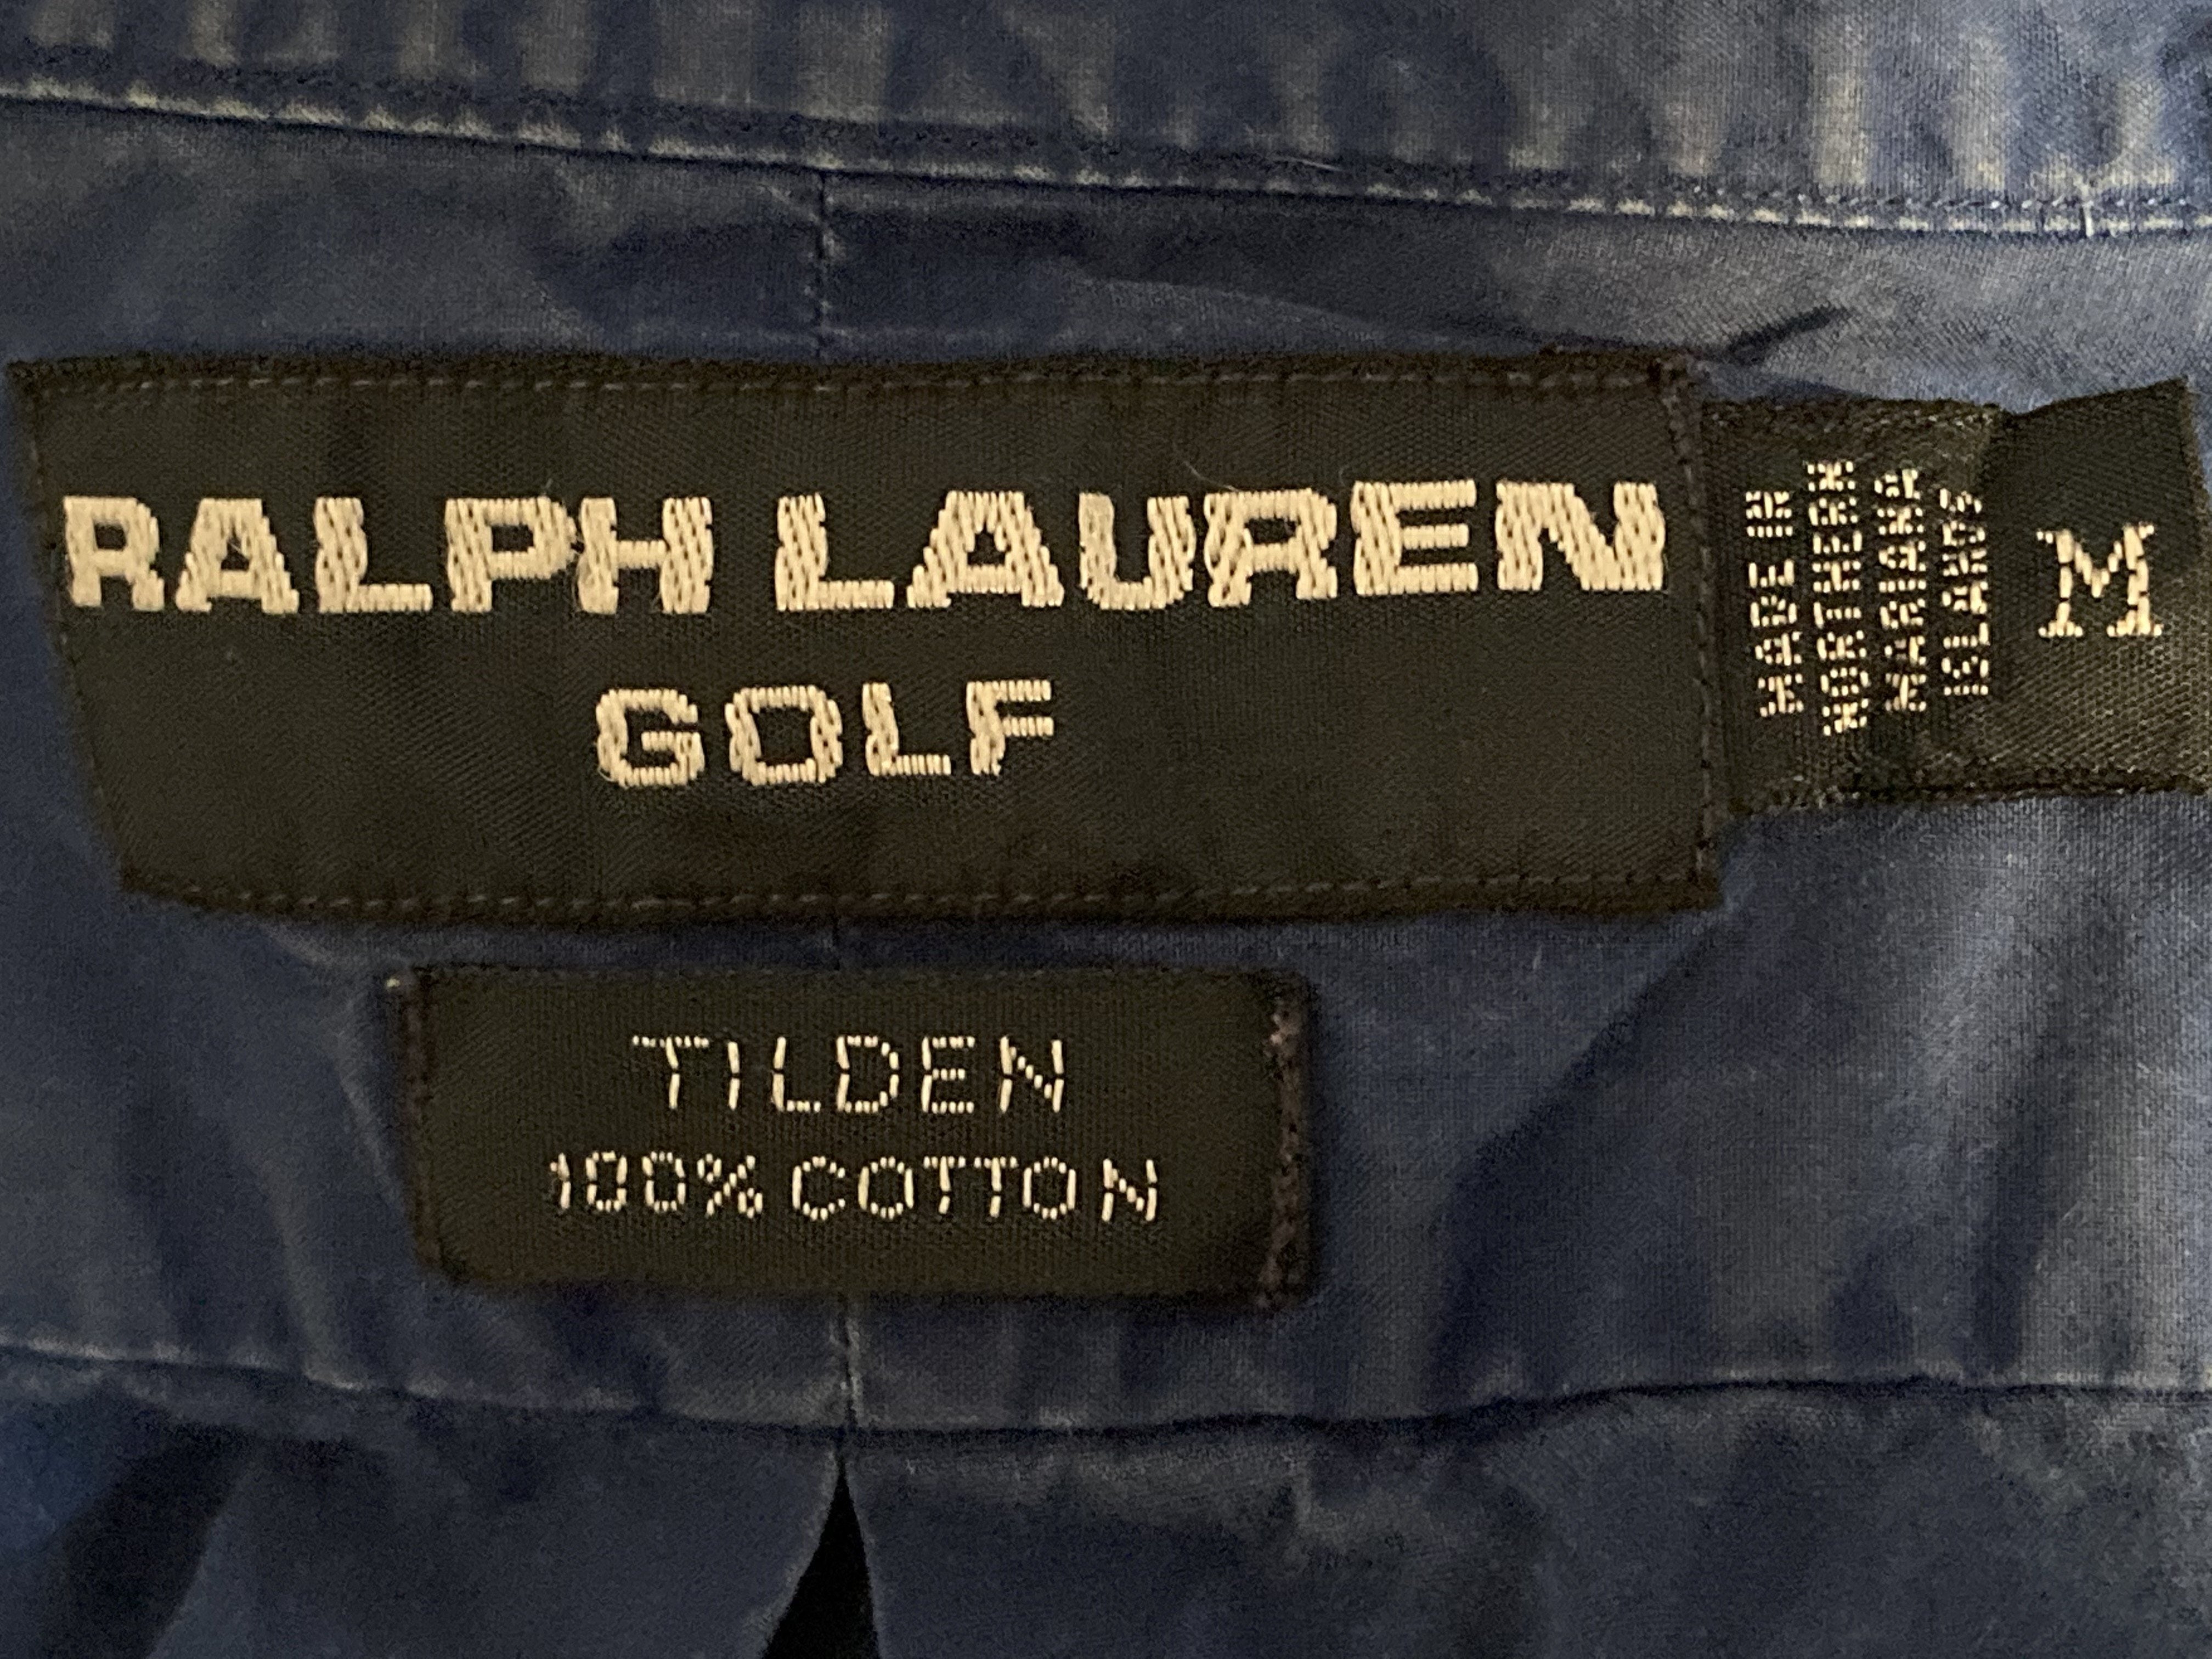 RALPH LAUREN
GOLF
MADE IN
NORTHERN
MARIANA
ISLANDS
M
TILDEN
100% COTTON